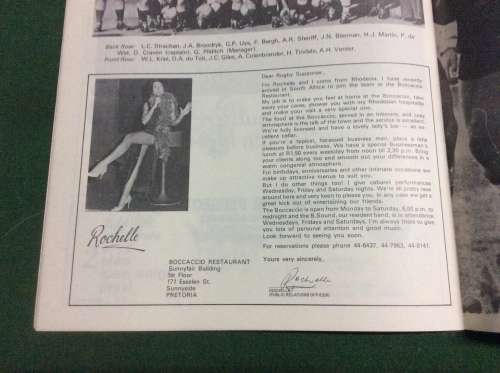 Back Row: L.C. Strachan, J.A. Broodryk, C.P. Uys, F. Bergh, A.R. Sheriff, J.N. Bierman, H.J. Martin, F. de
Wet, D. Craven (captain), G. Pietsch (Manager).
Front Row: W.L. Kriel, D.A. du Toit, J.C. Giles, A. Colenbrander, H. Tindale, A.H. Venter.
Dear Rugby Supporter,
I'm Rochelle and I come from Rhodesia. I have recently
arrived in South Africa to join the team at the Boccaccio
Restaurant.
My job is to make you feel at home at the Boccaccio, take
away your cares, shower you with my Rhodesian hospitality
and make your visit a very special one.
The food at the Boccaccio, served in an intimate, and cosy
atmosphere is the talk of the town and the service is excellent.
We're fully licensed and have a lovely lady's bar — an ex-
cellent cellar.
If you're a typical, harassed business man, place a little
pleasure before business. We have a special Businessmen's
lunch at R1,50 every weekday from noon till 2,30 p.m. Bring
your clients along too and smooth out your differences in a
warm congenial atmosphere.
For birthdays, anniversaries and other intimate occasions we
make up attractive menus to suit you.
But I do other things too! I give cabaret performances
Wednesday, Friday and Saturday nights. We're all pretty new
around here and very keen to please you. In any case we get a
great kick out of entertaining our friends.
The Boccaccio is open from Monday to Saturday, 6,00 p.m. to
midnight and the B.Sound, our resident band, is in attendance
Wednesdays, Fridays and Saturdays. I'm always there to give
you lots of personal attention and good music.
Look forward to seeing you soon.
For reservations please phone 44-6437, 44-7963, 44-8141.
Yours very sincerely,
Rochelle
ROCHELLE
(PUBLIC RELATIONS OFFICER)
Rochelle
BOCCACCIO RESTAURANT
Sunnyfair Building
5e Floor
177 Esselen St.
Sunnyside
PRETORIA